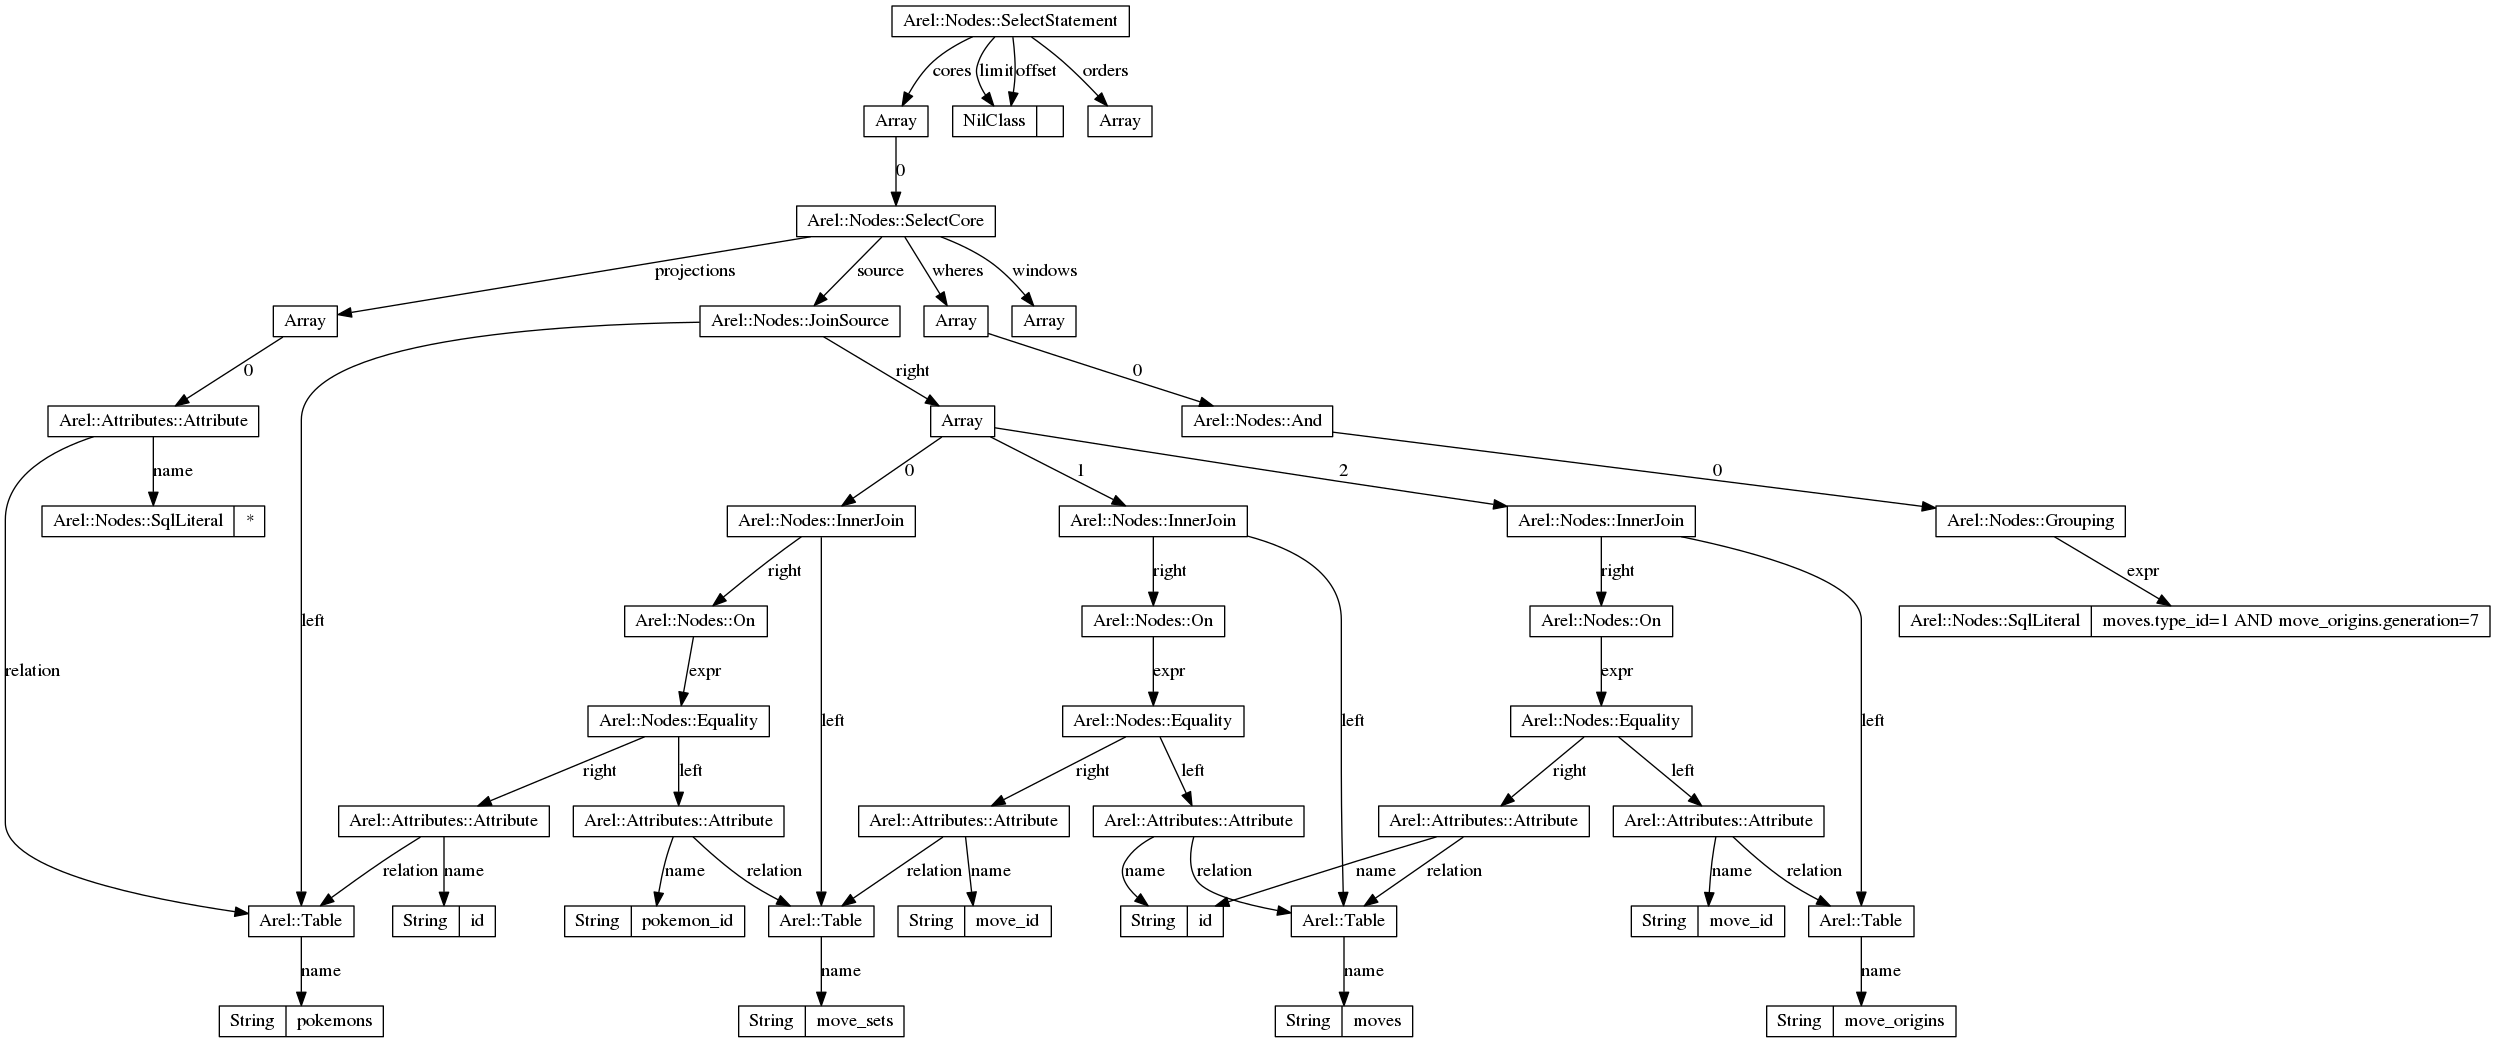 Arel::Nodes::SelectStatement
cores limit offset orders
Array NilClass Array
0
Arel::Nodes::SelectCore
projections source wheres windows
Array Arel::Nodes::JoinSource Array Array
0 right 0
Arel::Attributes::Attribute Array Arel::Nodes::And
name 0 1 2 0
Arel::Nodes::SqlLiteral * Arel::Nodes::InnerJoin Arel::Nodes::InnerJoin Arel::Nodes::InnerJoin Arel::Nodes::Grouping
right right right expr
left Arel::Nodes::On Arel::Nodes::On Arel::Nodes::On Arel::Nodes::SqlLiteral moves.type_id=1 AND move_origins.generation=7
relation expr expr expr
Arel::Nodes::Equality left Arel::Nodes::Equality left Arel::Nodes::Equality left
right left right left right left
Arel::Attributes::Attribute Arel::Attributes::Attribute Arel::Attributes::Attribute Arel::Attributes::Attribute Arel::Attributes::Attribute Arel::Attributes::Attribute
relation name name relation relation name name relation name relation name relation
Arel::Table String id String pokemon_id Arel::Table String move_id String id Arel::Table String move_id Arel::Table
name name name name
String pokemons String move_sets String moves String move_origins